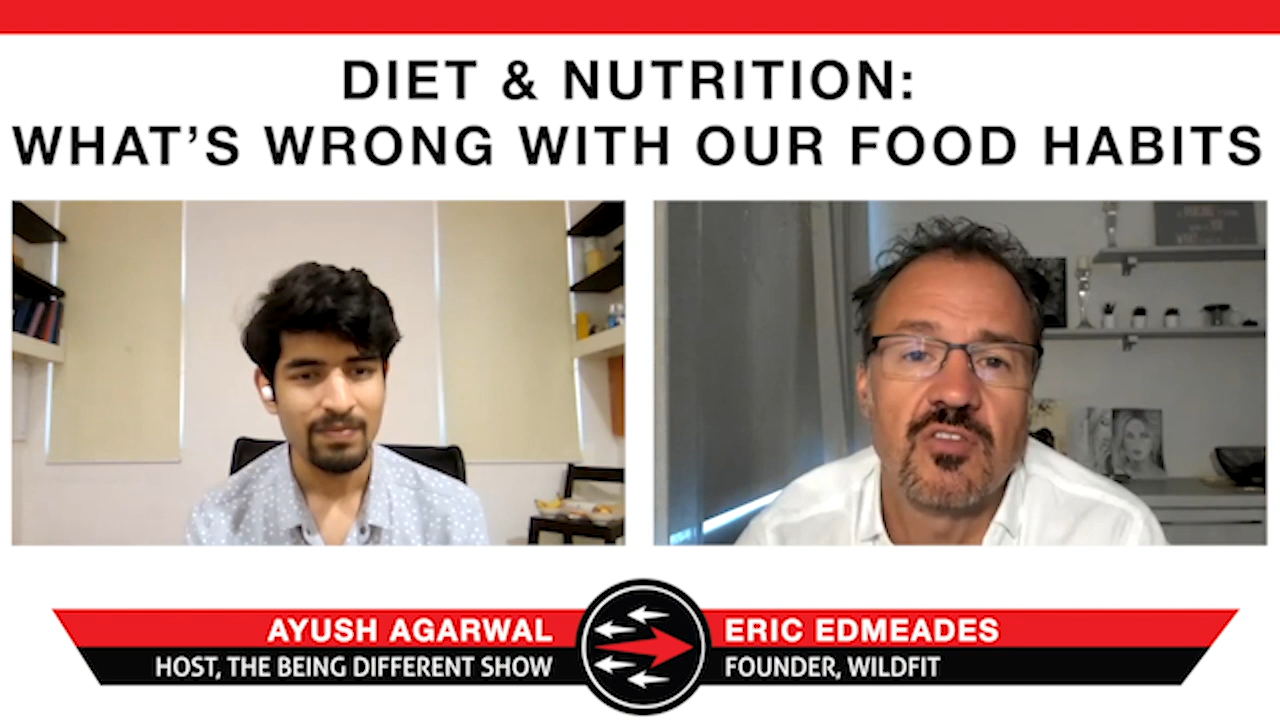 DIET & NUTRITION:
WHAT'S WRONG WITH OUR FOOD HABITS
AYUSH AGARWAL
HOST, THE BEING DIFFERENT SHOW
ERIC EDMEADES
FOUNDER, WILDFIT